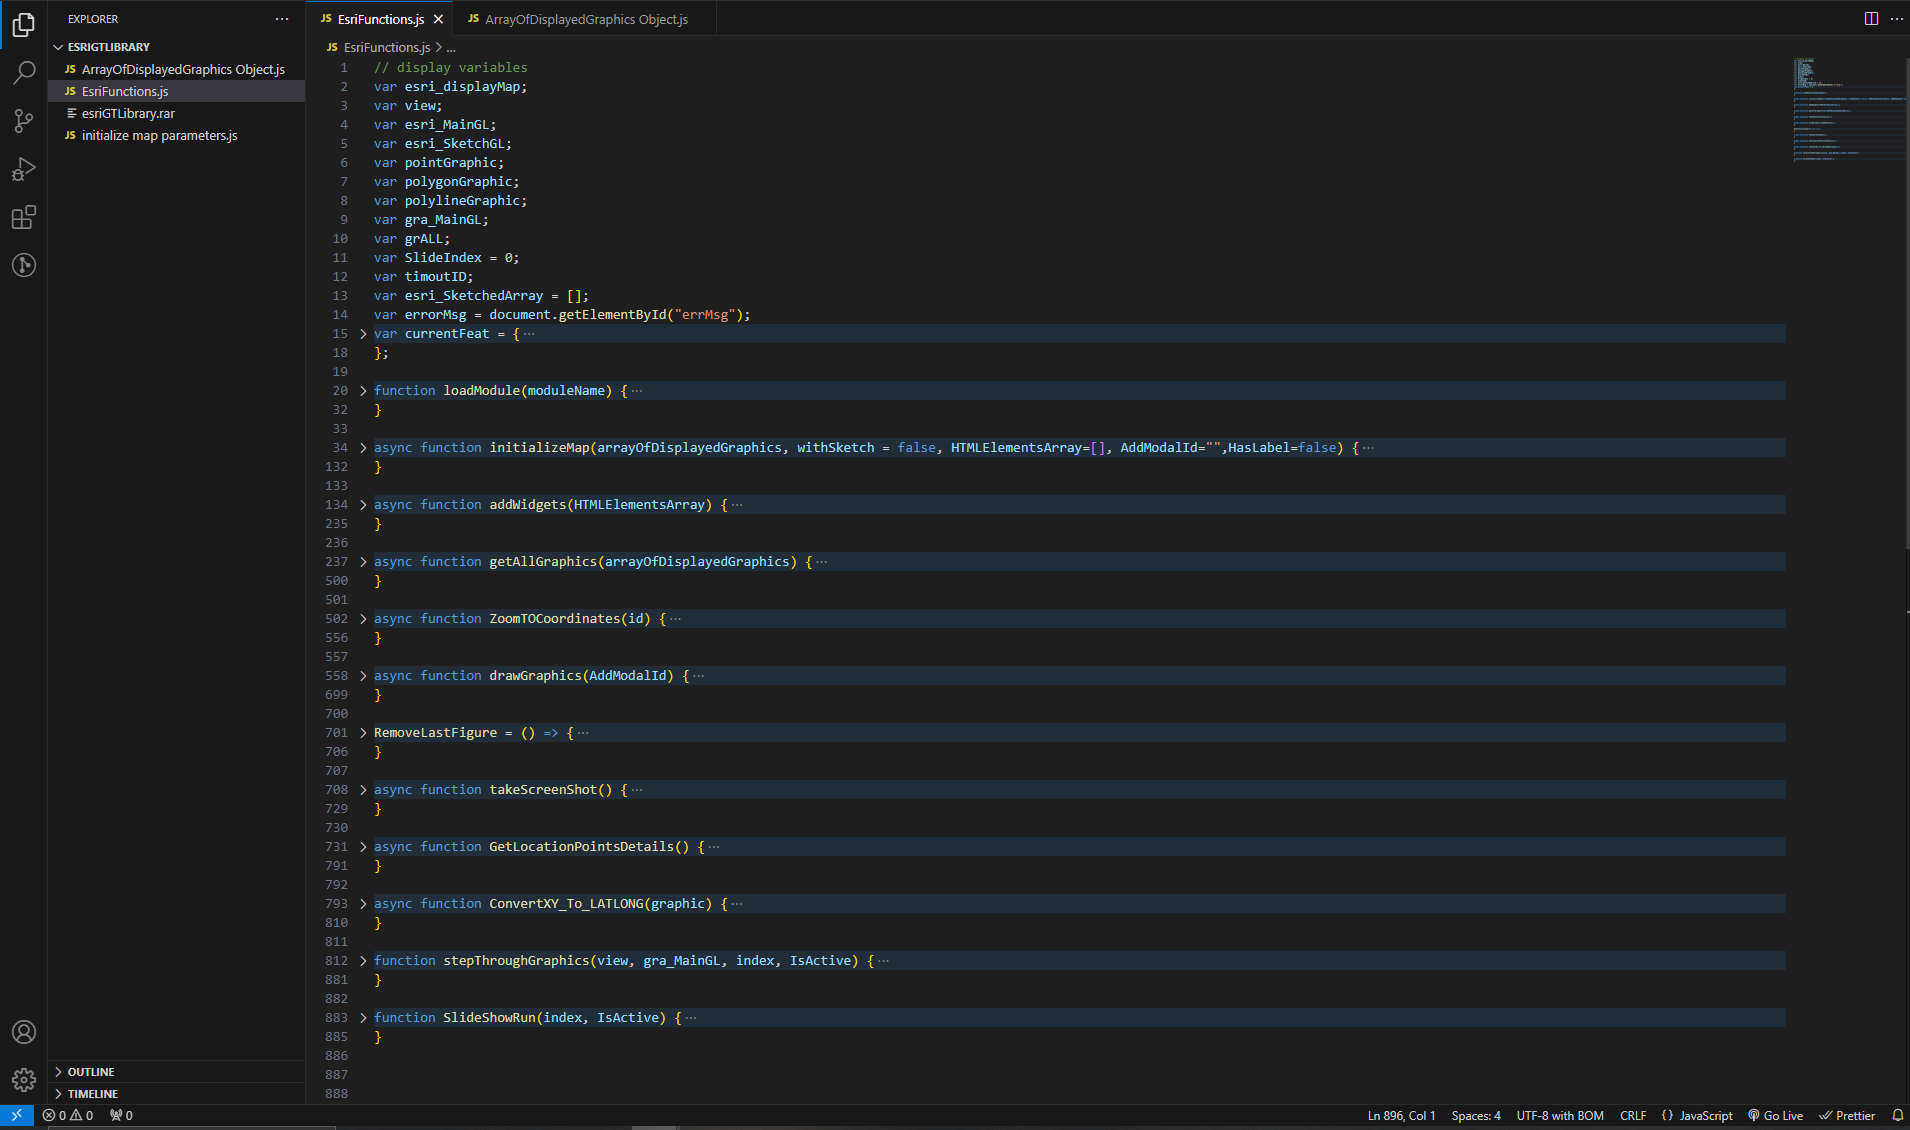 EXPLORER
ESRIGTLIBRARY
JS ArrayOfDisplayedGraphics Object.js
JS EsriFunctions.js
esriGTLibrary.rar
JS initialize map parameters.js
OUTLINE
TIMELINE
JS EsriFunctions.js
JS ArrayOfDisplayedGraphics Object.js
JS EsriFunctions.js > ...
1 // display variables
2 var esri_displayMap;
3 var view;
4 var esri_MainGL;
5 var esri_SketchGL;
6 var pointGraphic;
7 var polygonGraphic;
8 var polylineGraphic;
9 var gra_MainGL;
10 var grALL;
11 var SlideIndex = 0;
12 var timoutID;
13 var esri_SketchedArray = [];
14 var errorMsg = document.getElementById("errMsg");
15 var currentFeat = { ...
18 };
19
20 function loadModule(moduleName) { ...
32 }
33
34 async function initializeMap(arrayOfDisplayedGraphics, withSketch = false, HTMLElementsArray=[], AddModalId="",HasLabel=false) { ...
132 }
133
134 async function addWidgets(HTMLElementsArray) { ...
235 }
236
237 async function getAllGraphics(arrayOfDisplayedGraphics) { ...
500 }
501
502 async function ZoomTOCoordinates(id) { ...
556 }
557
558 async function drawGraphics(AddModalId) { ...
699 }
700
701 RemoveLastFigure = () => { ...
706 }
707
708 async function takeScreenShot() { ...
729 }
730
731 async function GetLocationPointsDetails() { ...
791 }
792
793 async function ConvertXY_To_LATLONG(graphic) { ...
810 }
811
812 function stepThroughGraphics(view, gra_MainGL, index, IsActive) { ...
881 }
882
883 function SlideShowRun(index, IsActive) { ...
885 }
886
887
888
0 0 0 Ln 896, Col 1 Spaces: 4 UTF-8 with BOM CRLF {} JavaScript Go Live Prettier